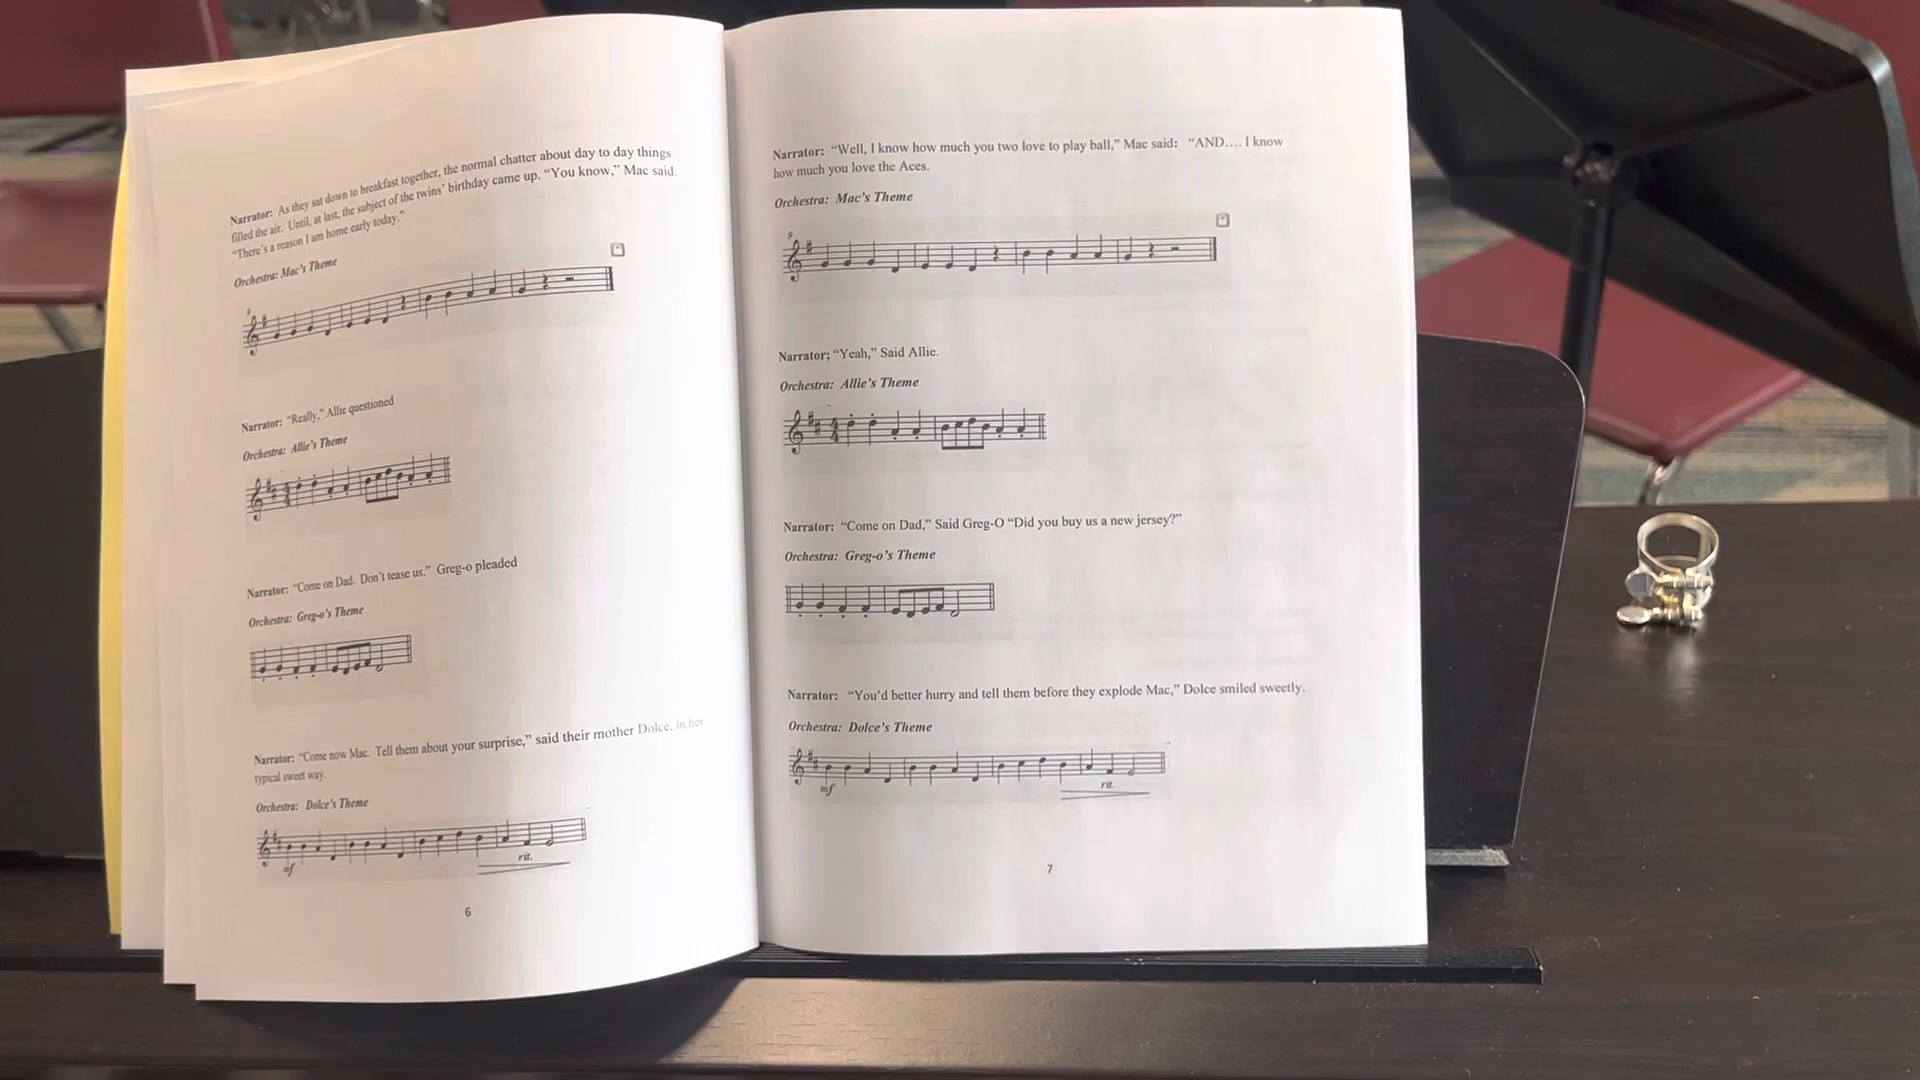 Narrator: As they sat down to breakfast together, the normal chatter about day to day things
filled the air. Until, at last, the subject of the twins’ birthday came up. “You know,” Mac said.
“There’s a reason I am home early today.”
Orchestra: Mac’s Theme
9
Narrator: “Really,” Allie questioned
Orchestra: Allie’s Theme
4
4
Narrator: “Come on Dad. Don’t tease us.” Greg-o pleaded
Orchestra: Greg-o’s Theme
Narrator: “Come now Mac. Tell them about your surprise,” said their mother Dolce, in her
typical sweet way.
Orchestra: Dolce’s Theme
mf
rit.
6
Narrator: “Well, I know how much you two love to play ball,” Mac said: “AND…. I know
how much you love the Aces.
Orchestra: Mac’s Theme
9
Narrator; “Yeah,” Said Allie.
Orchestra: Allie’s Theme
4
4
Narrator: “Come on Dad,” Said Greg-O “Did you buy us a new jersey?”
Orchestra: Greg-o’s Theme
Narrator: “You’d better hurry and tell them before they explode Mac,” Dolce smiled sweetly.
Orchestra: Dolce’s Theme
mf
rit.
7